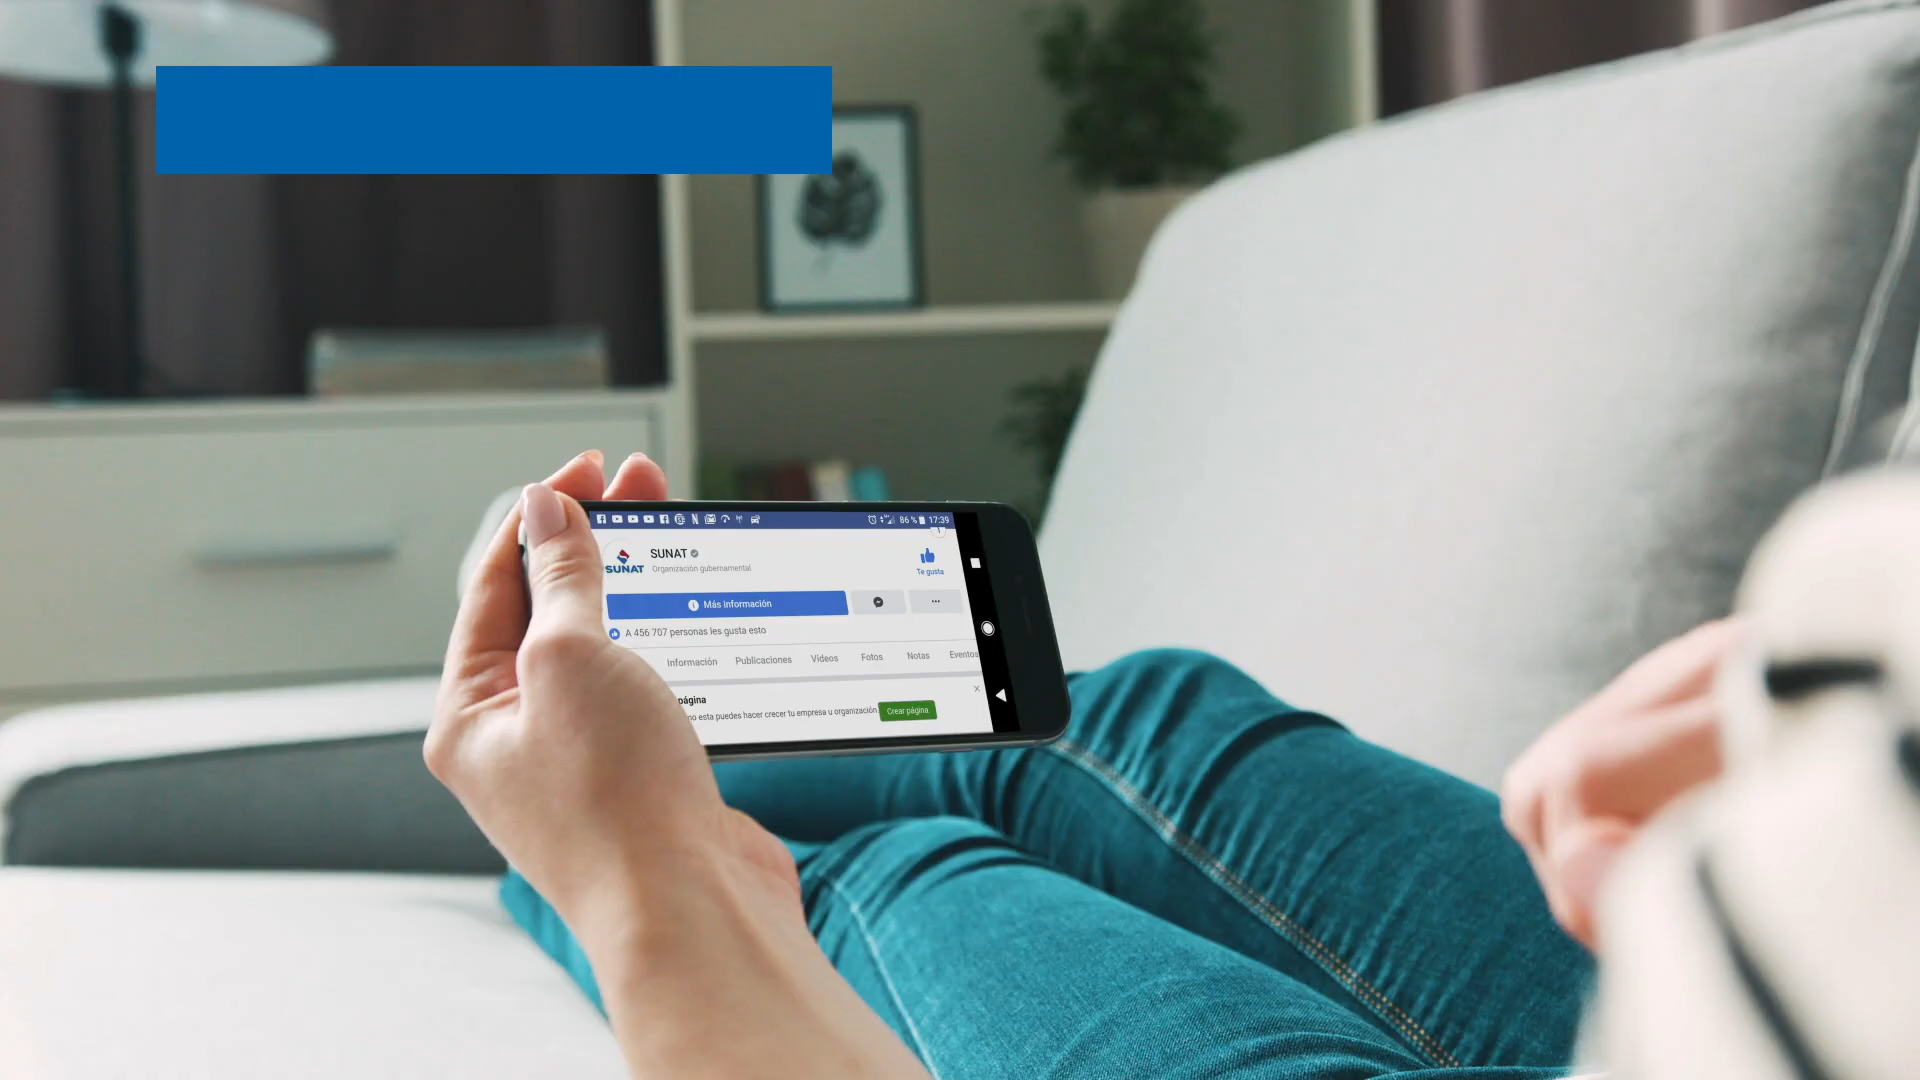 86 % 17:39
SUNAT
SUNAT
Organización gubernamental
Te gusta
Más información
A 456 707 personas les gusta esto
Información Publicaciones Videos Fotos Notas Eventos
página
no esta puedes hacer crecer tu empresa u organización.
Crear página